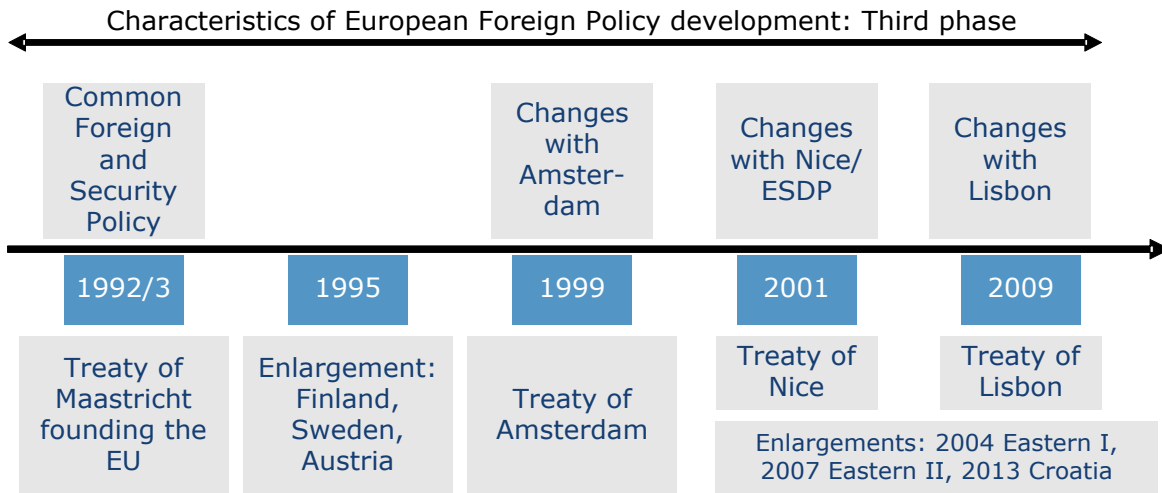 Characteristics of European Foreign Policy development: Third phase
Common
Foreign
and
Security
Policy
Changes
with
Amster-
dam
Changes
with Nice/
ESDP
Changes
with
Lisbon
1992/3
1995
1999
2001
2009
Treaty of
Maastricht
founding the
EU
Enlargement:
Finland,
Sweden,
Austria
Treaty of
Amsterdam
Treaty of
Nice
Treaty of
Lisbon
Enlargements: 2004 Eastern I,
2007 Eastern II, 2013 Croatia